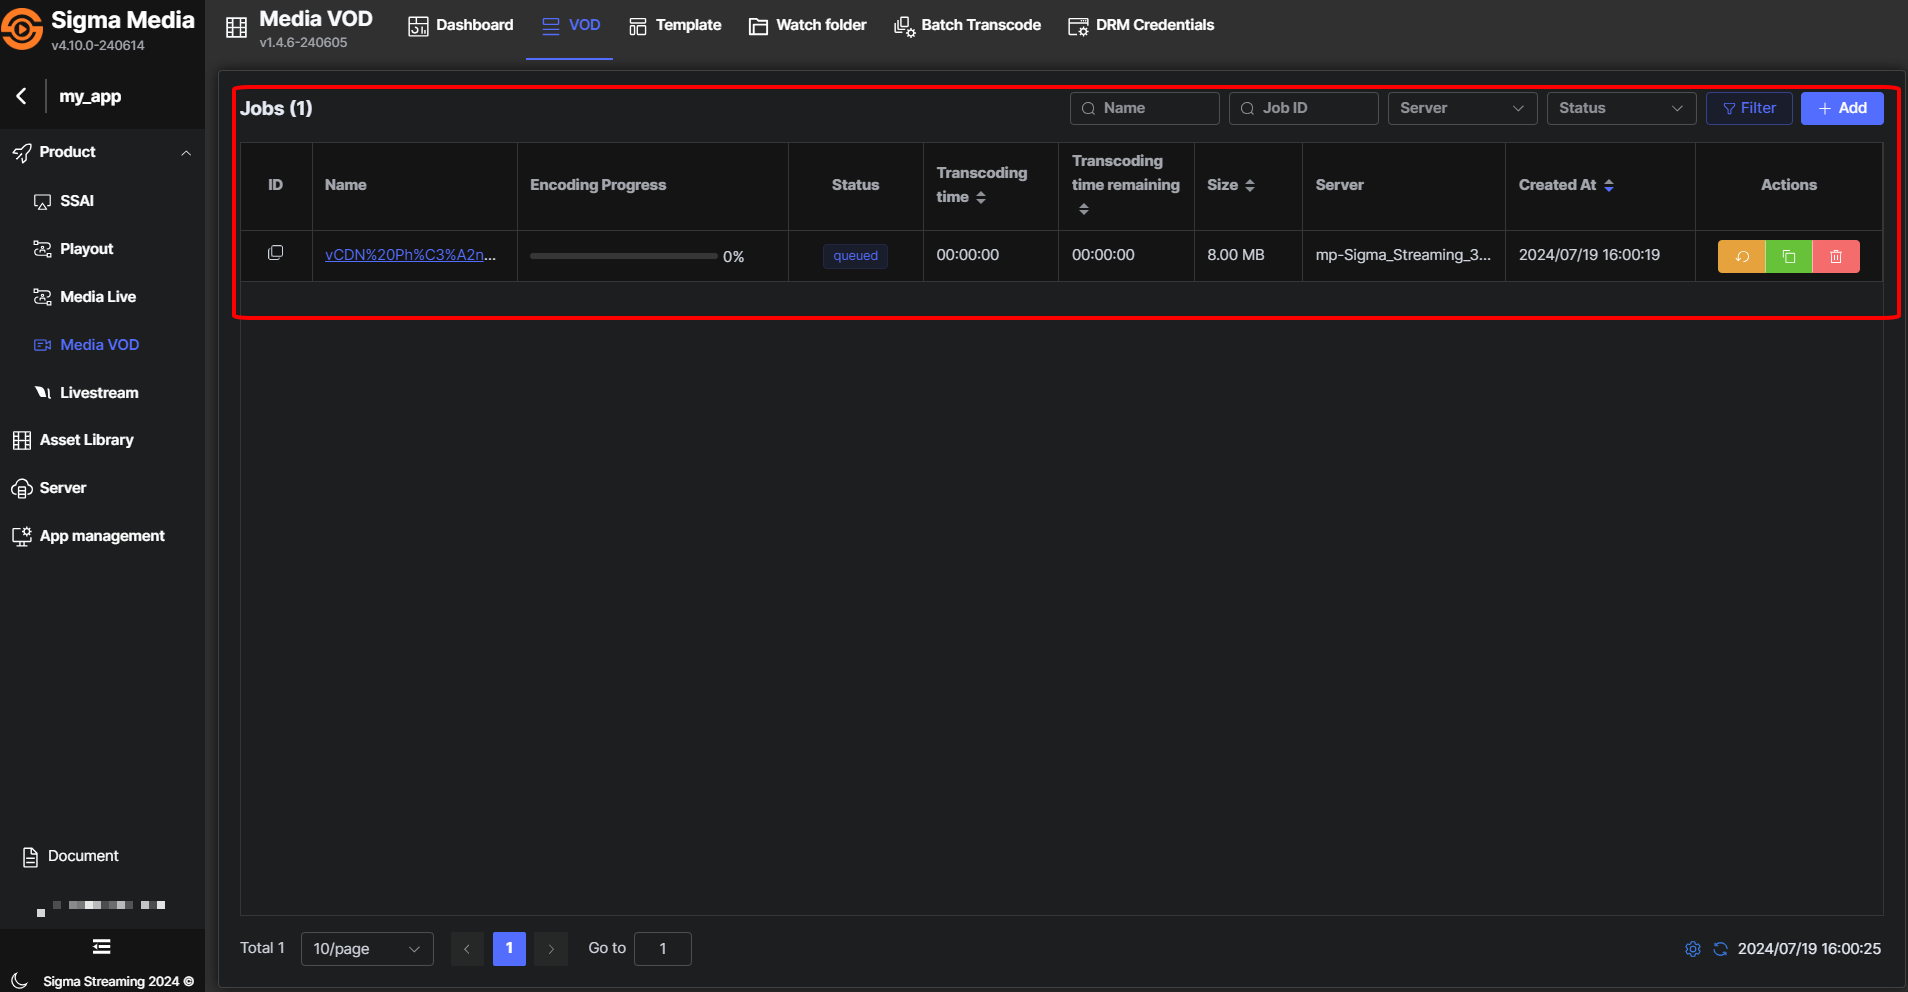 Sigma Media
v4.10.0-240614
my_app
Product
SSAI
Playout
Media Live
Media VOD
Livestream
Asset Library
Server
App management
Document
Sigma Streaming 2024 ©
Media VOD
v1.4.6-240605
Dashboard
VOD
Template
Watch folder
Batch Transcode
DRM Credentials
Jobs (1)
Name
Job ID
Server
Status
Filter
+ Add
ID
Name
Encoding Progress
Status
Transcoding
time
Transcoding
time remaining
Size
Server
Created At
Actions
vCDN%20Ph%C3%A2n...
0%
queued
00:00:00
00:00:00
8.00 MB
mp-Sigma_Streaming_3...
2024/07/19 16:00:19
Total 1
10/page
1
Go to
1
2024/07/19 16:00:25